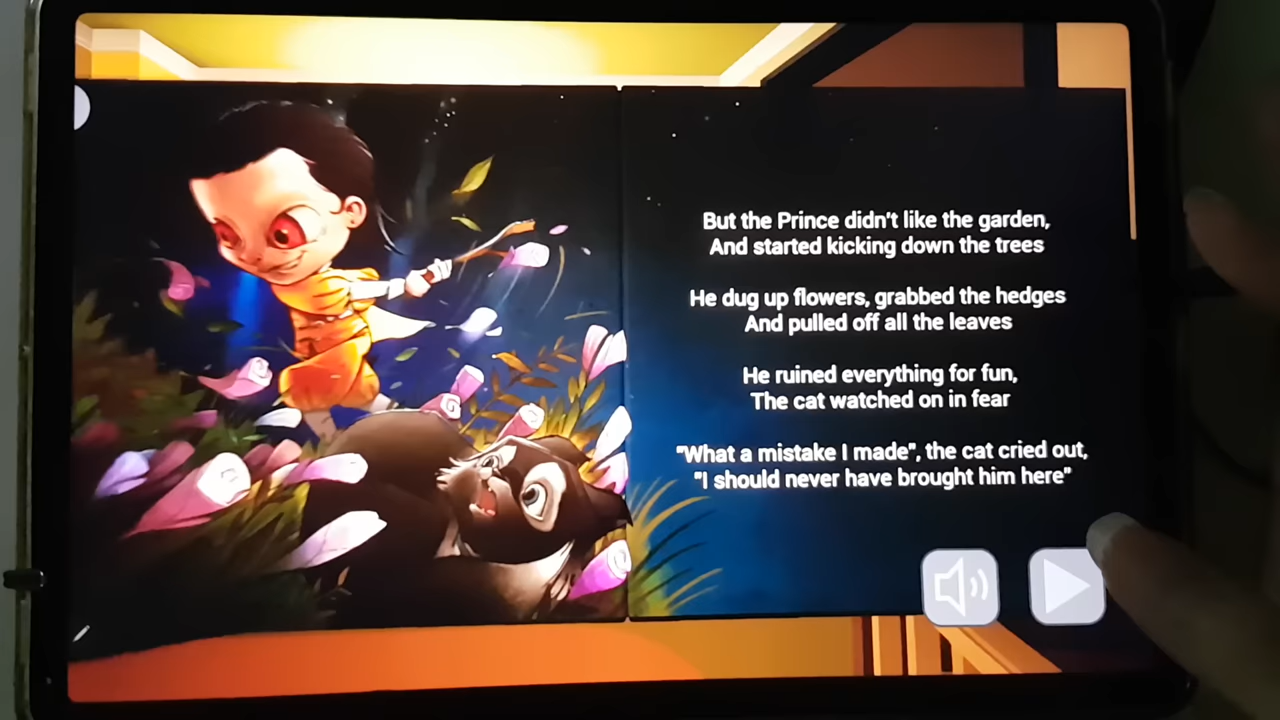 But the Prince didn't like the garden,
And started kicking down the trees
He dug up flowers, grabbed the hedges
And pulled off all the leaves
He ruined everything for fun,
The cat watched on in fear
"What a mistake I made", the cat cried out,
"I should never have brought him here"